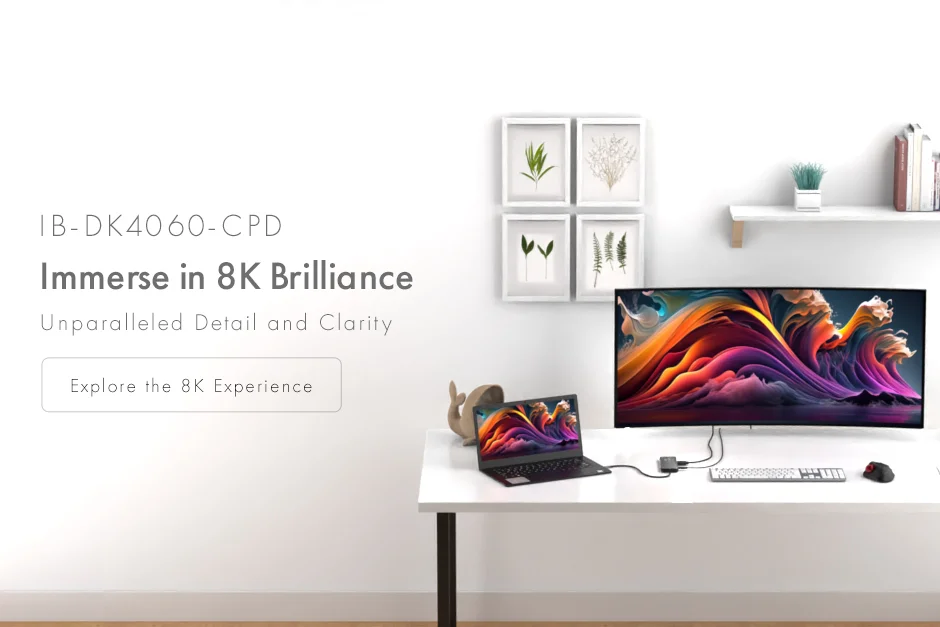 IB-DK4060-CPD
Immerse in 8K Brilliance
Unparalleled Detail and Clarity
Explore the 8K Experience